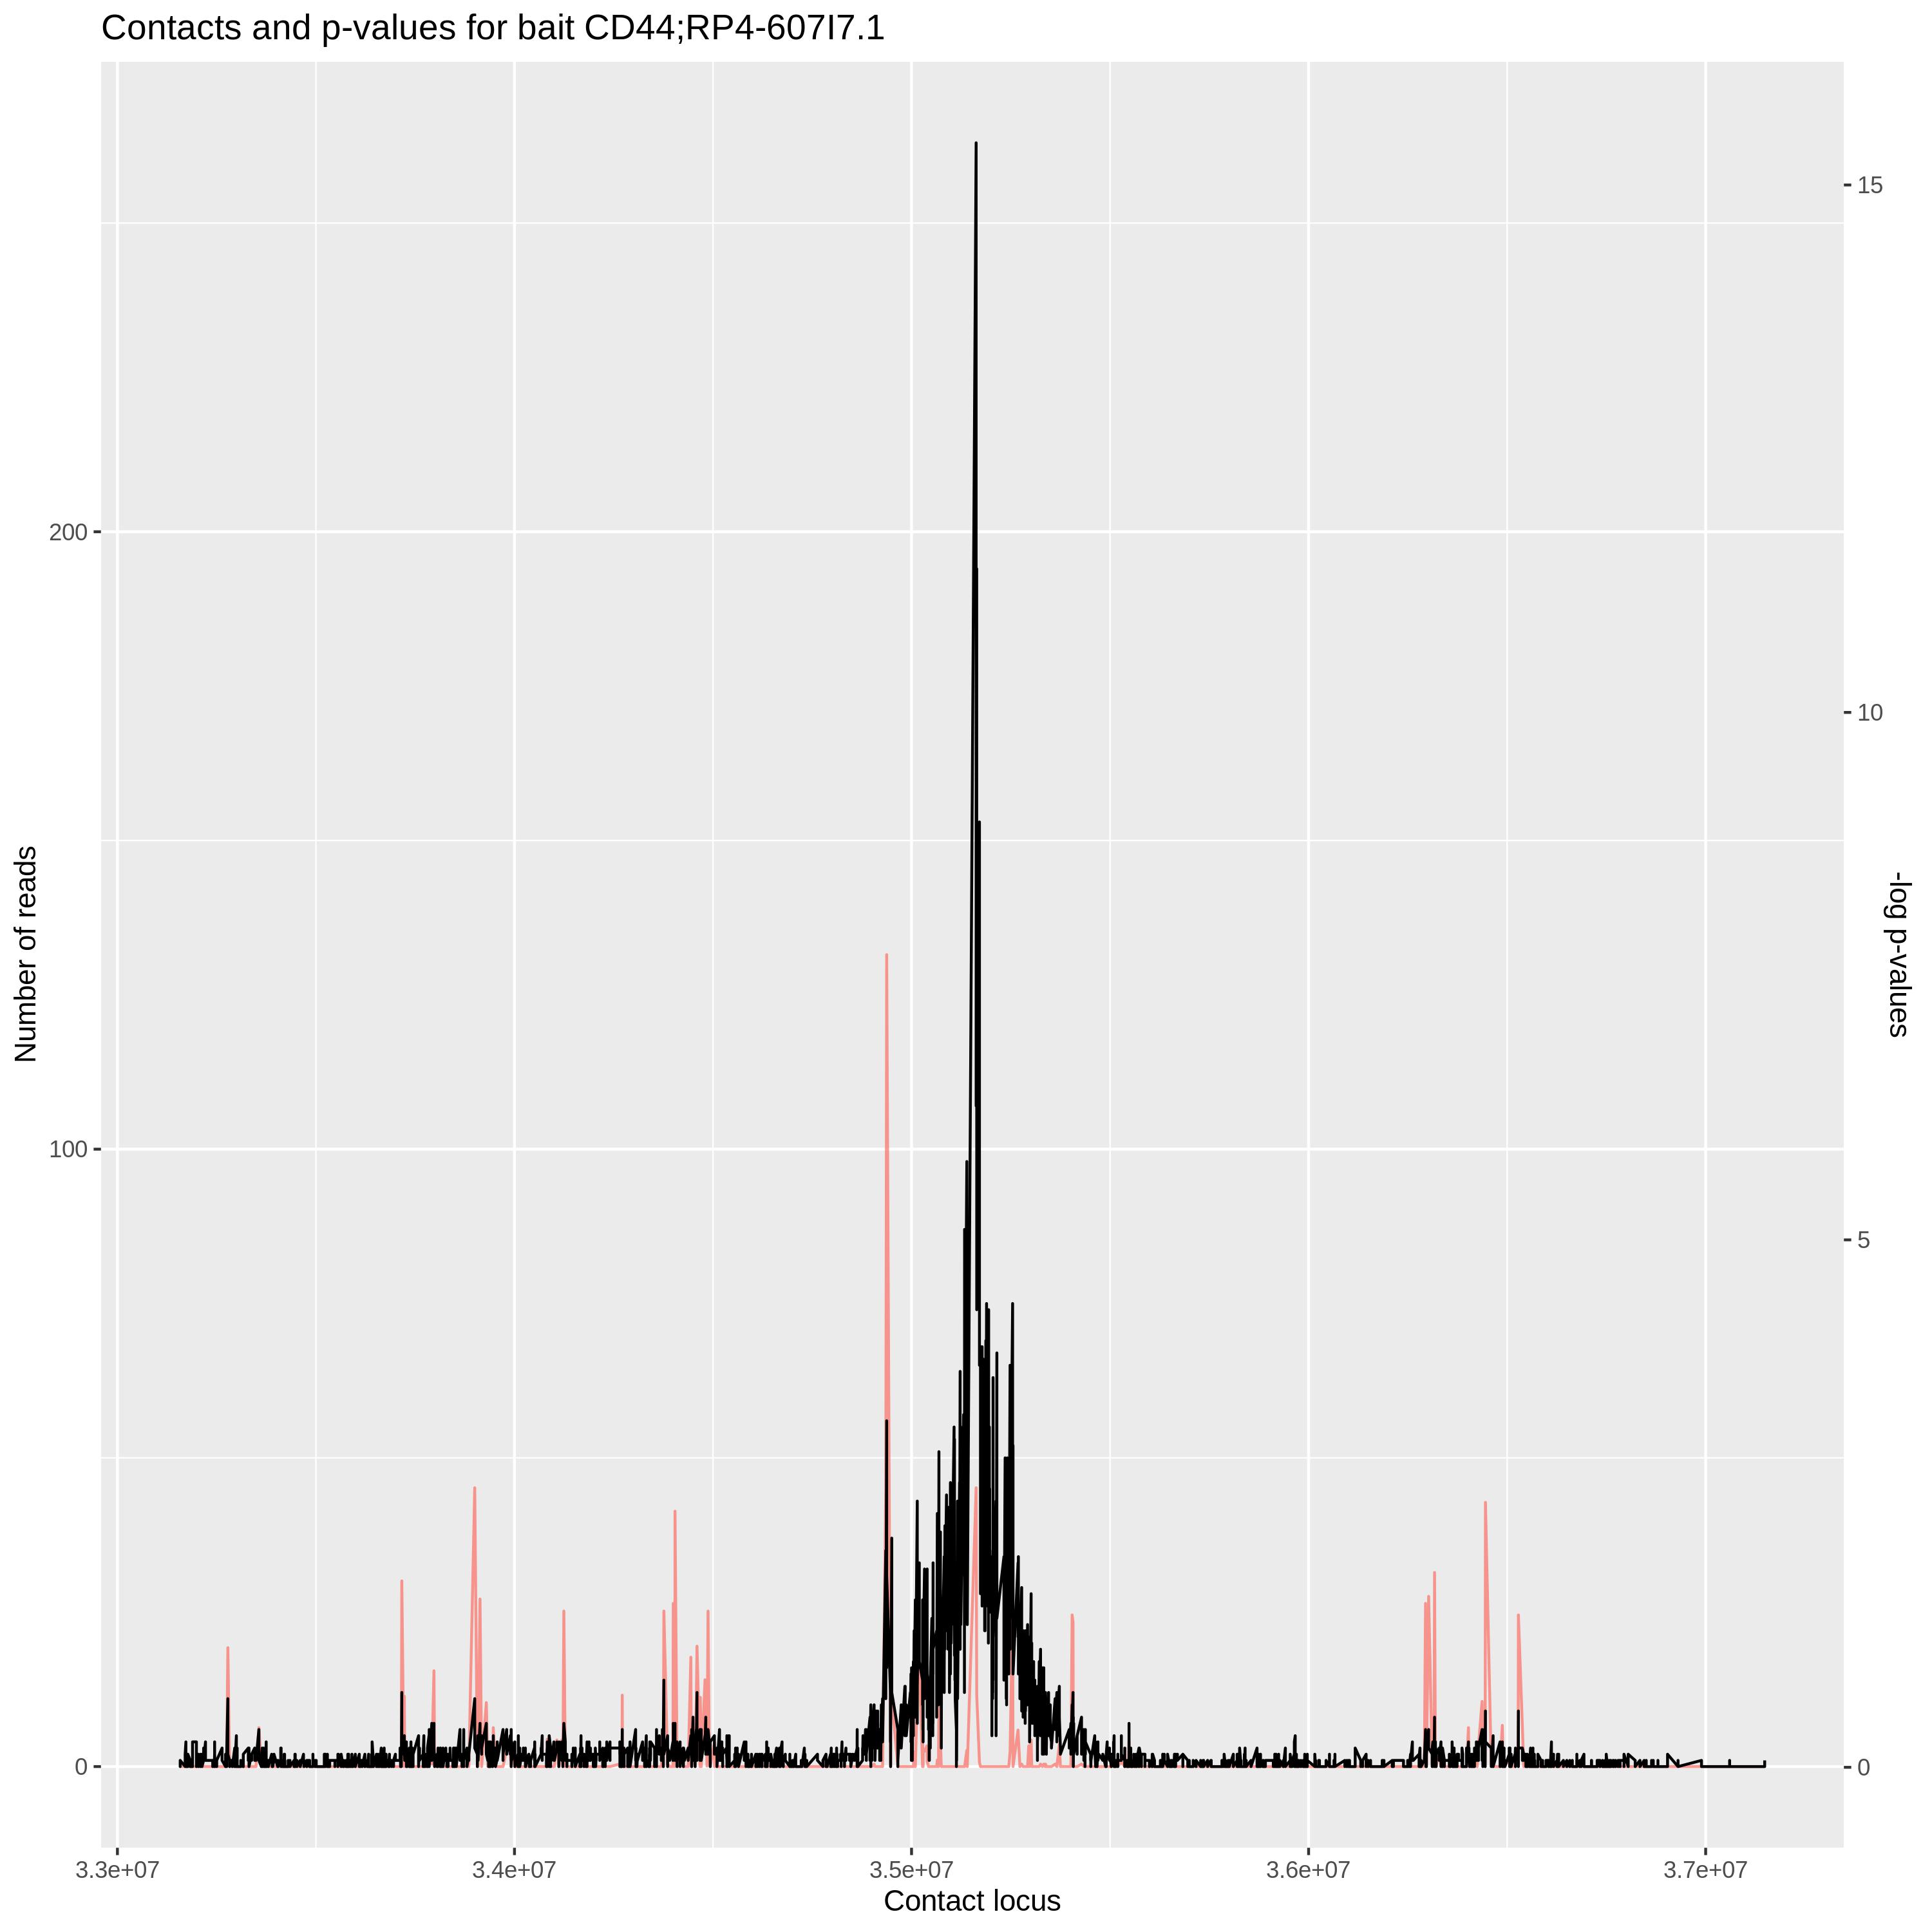 Contacts and p-values for bait CD44;RP4-607I7.1
Number of reads
200
100
0
15
10
5
0
-log p-values
3.3e+07
3.4e+07
3.5e+07
3.6e+07
3.7e+07
Contact locus